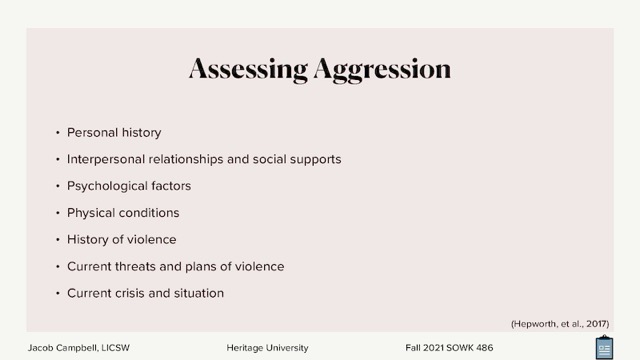 Assessing Aggression
• Personal history
• Interpersonal relationships and social supports
• Psychological factors
• Physical conditions
• History of violence
• Current threats and plans of violence
• Current crisis and situation
(Hepworth, et al., 2017)
Jacob Campbell, LICSW Heritage University Fall 2021 SOWK 486